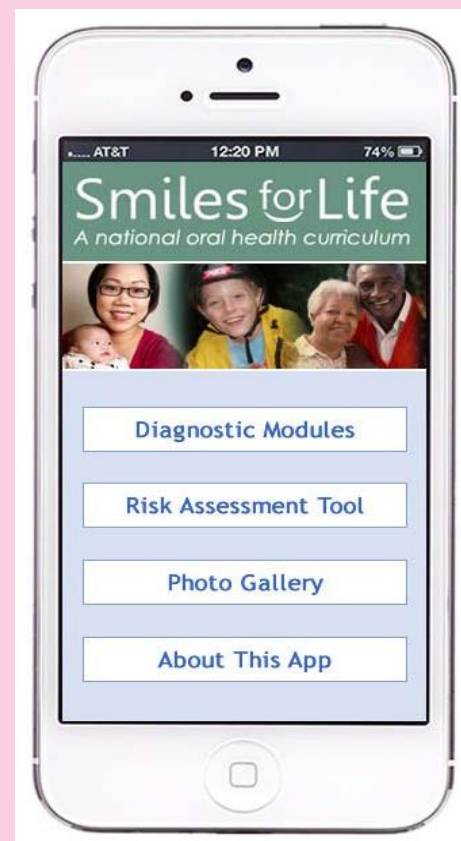 ..... AT&T 12:20 PM 74%
Smiles for Life
A national oral health curriculum
Diagnostic Modules
Risk Assessment Tool
Photo Gallery
About This App